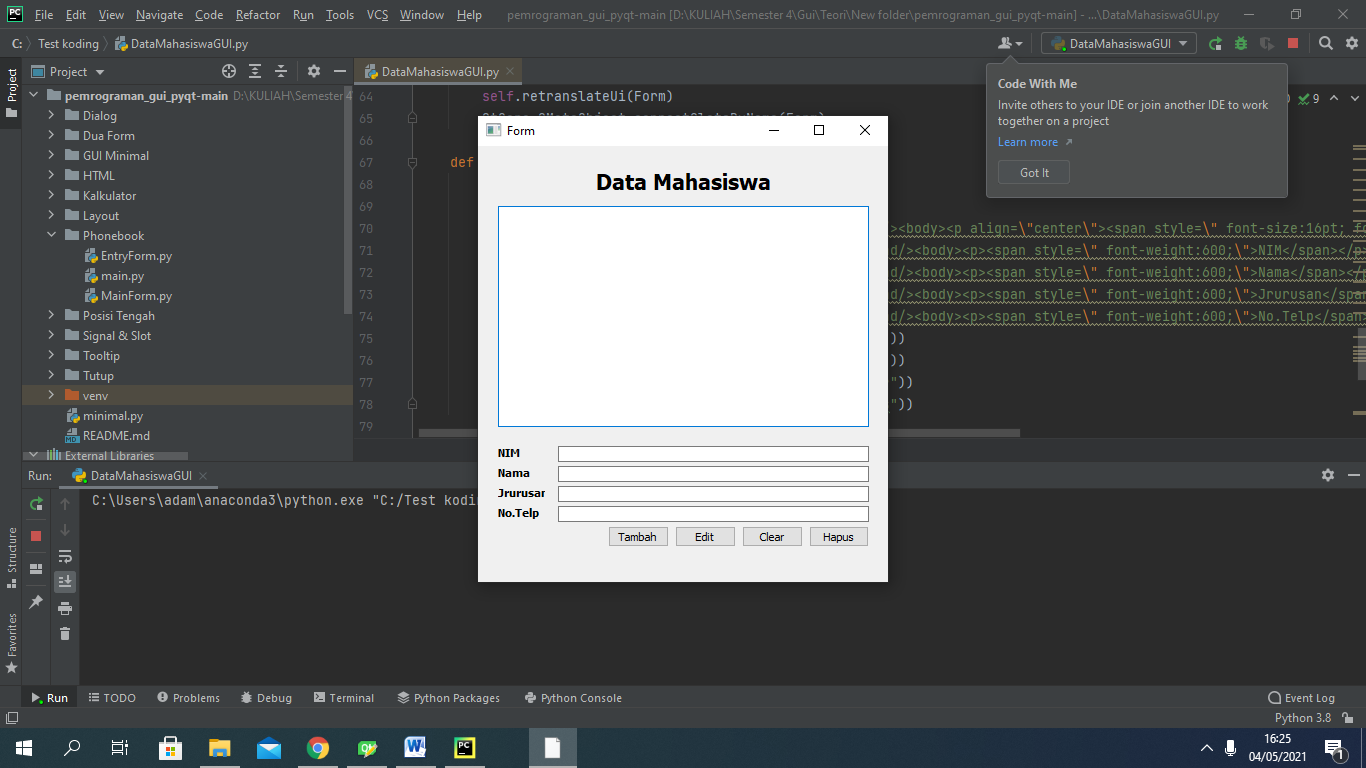 PC File Edit View Navigate Code Refactor Run Tools VCS Window Help pemrograman_gui_pyqt-main [D:\KULIAH\Semester 4\Gui\Teori\New folder\pemrograman_gui_pyqt-main] - ...\DataMahasiswaGUI.py
C: Test koding DataMahasiswaGUI.py
DataMahasiswaGUI
Project
Project
pemrograman_gui_pyqt-main D:\KULIAH\Semester 4\
Dialog
Dua Form
GUI Minimal
HTML
Kalkulator
Layout
Phonebook
EntryForm.py
main.py
MainForm.py
Posisi Tengah
Signal & Slot
Tooltip
Tutup
venv
minimal.py
README.md
External Libraries
DataMahasiswaGUI.py
64 self.retranslateUi(Form)
65
66
67 def
68
69
70 ><body><p align=\"center\"><span style=\" font-size:16pt; fo
71 d/><body><p><span style=\" font-weight:600;\">NIM</span></p
72 d/><body><p><span style=\" font-weight:600;\">Nama</span></
73 d/><body><p><span style=\" font-weight:600;\">Jrurusan</spa
74 d/><body><p><span style=\" font-weight:600;\">No.Telp</span
75 ))
76 ))
77 "))
78 "))
79
9
Code With Me
Invite others to your IDE or join another IDE to work
together on a project
Learn more
Got It
Form
Data Mahasiswa
NIM
Nama
Jrurusan
No.Telp
Tambah Edit Clear Hapus
Run: DataMahasiswaGUI
C:\Users\adam\anaconda3\python.exe "C:/Test kodin
Structure
Favorites
Run TODO Problems Debug Terminal Python Packages Python Console Event Log
Python 3.8
W PC 16:25
04/05/2021
1